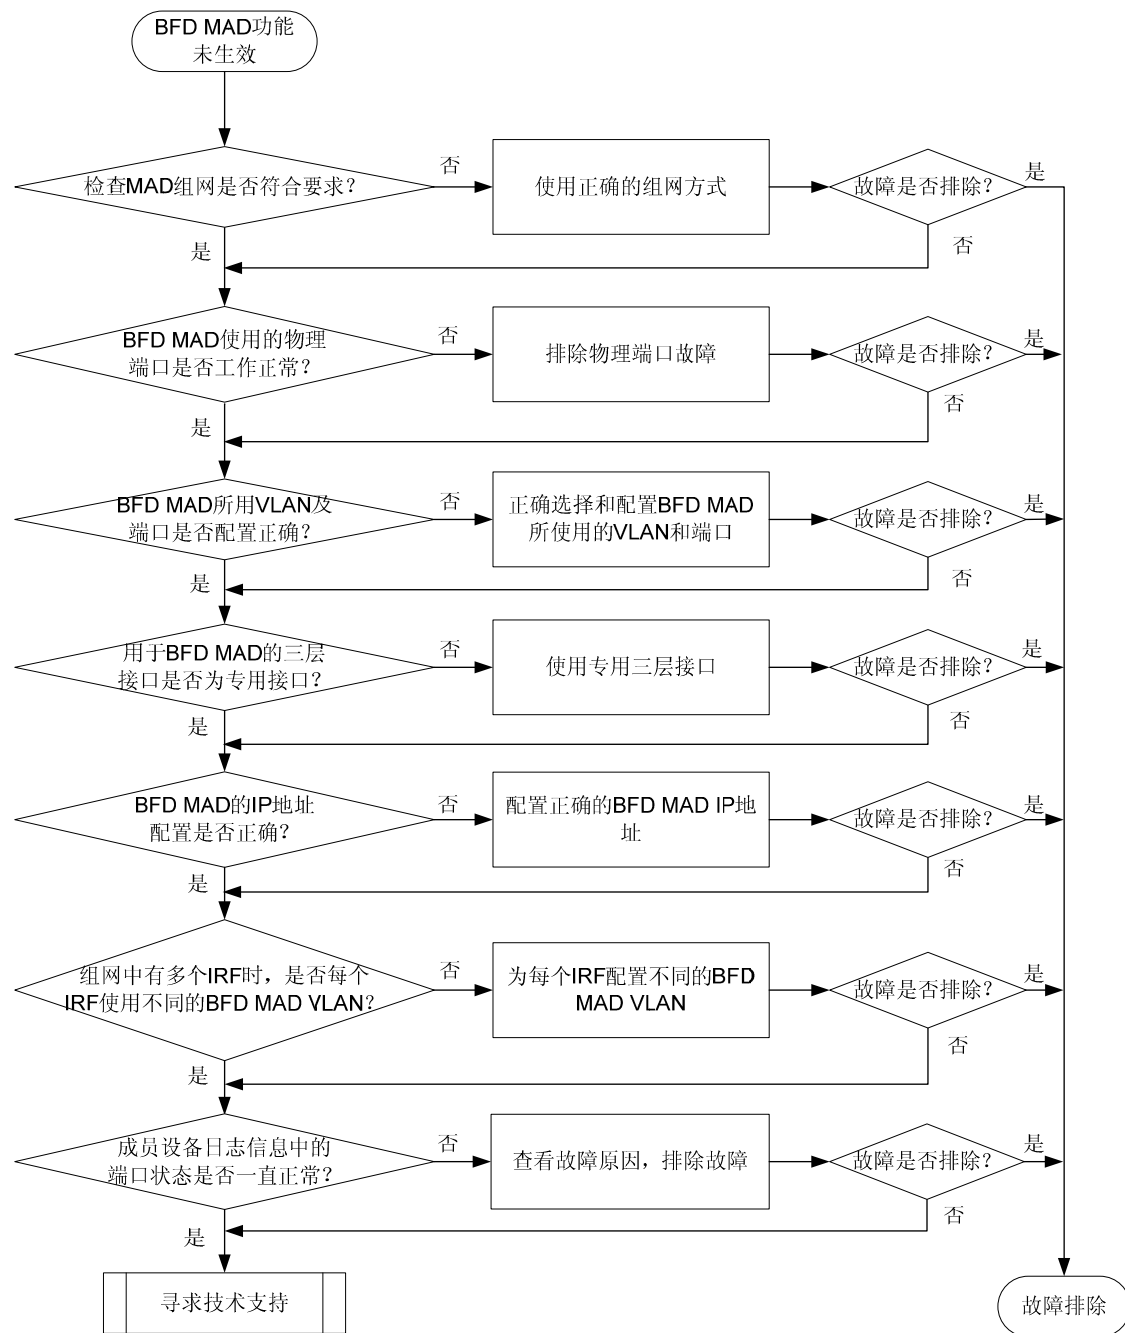 BFD MAD功能
未生效
检查MAD组网是否符合要求？
否
使用正确的组网方式
故障是否排除？
是
是
否
BFD MAD使用的物理
端口是否工作正常？
否
排除物理端口故障
故障是否排除？
是
是
否
BFD MAD所用VLAN及
端口是否配置正确？
否
正确选择和配置BFD MAD
所使用的VLAN和端口
故障是否排除？
是
是
否
用于BFD MAD的三层
接口是否为专用接口？
否
使用专用三层接口
故障是否排除？
是
是
否
BFD MAD的IP地址
配置是否正确？
否
配置正确的BFD MAD IP地
址
故障是否排除？
是
是
否
组网中有多个IRF时，是否每个
IRF使用不同的BFD MAD VLAN？
否
为每个IRF配置不同的BFD
MAD VLAN
故障是否排除？
是
是
否
成员设备日志信息中的
端口状态是否一直正常？
否
查看故障原因，排除故障
故障是否排除？
是
是
否
寻求技术支持
故障排除